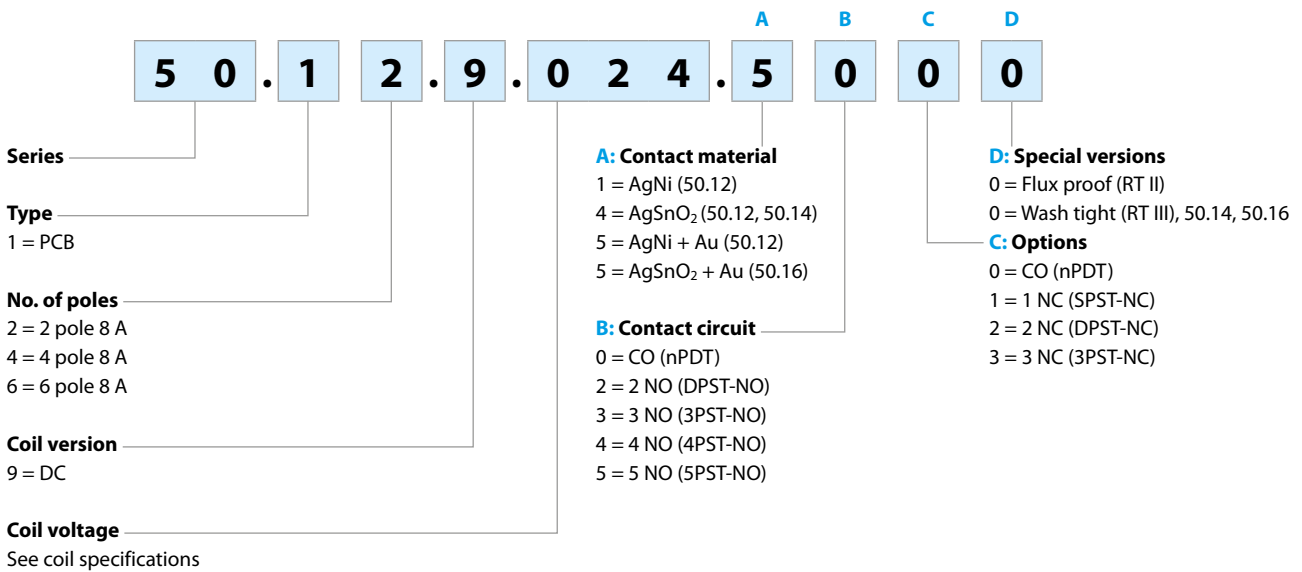 A B C D
5 0 . 1 2 . 9 . 0 2 4 . 5 0 0 0
Series
Type
1 = PCB
No. of poles
2 = 2 pole 8 A
4 = 4 pole 8 A
6 = 6 pole 8 A
Coil version
9 = DC
Coil voltage
See coil specifications
A: Contact material
1 = AgNi (50.12)
4 = AgSnO₂ (50.12, 50.14)
5 = AgNi + Au (50.12)
5 = AgSnO₂ + Au (50.16)
B: Contact circuit
0 = CO (nPDT)
2 = 2 NO (DPST-NO)
3 = 3 NO (3PST-NO)
4 = 4 NO (4PST-NO)
5 = 5 NO (5PST-NO)
D: Special versions
0 = Flux proof (RT II)
0 = Wash tight (RT III), 50.14, 50.16
C: Options
0 = CO (nPDT)
1 = 1 NC (SPST-NC)
2 = 2 NC (DPST-NC)
3 = 3 NC (3PST-NC)